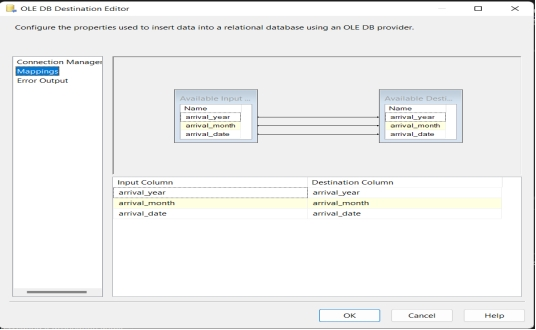 OLE DB Destination Editor
Configure the properties used to insert data into a relational database using an OLE DB provider.
Connection Manager
Mappings
Error Output
Available Input ...
Name
arrival_year
arrival_month
arrival_date
Available Desti...
Name
arrival_year
arrival_month
arrival_date
Input Column Destination Column
arrival_year arrival_year
arrival_month arrival_month
arrival_date arrival_date
OK Cancel Help